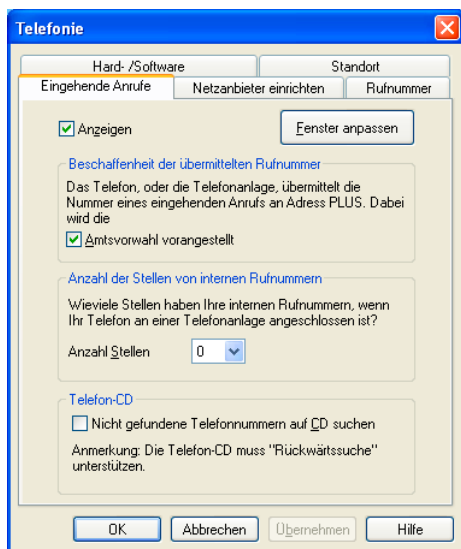 Telefonie
Hard- /Software
Standort
Eingehende Anrufe
Netzanbieter einrichten
Rufnummer
Anzeigen
Fenster anpassen
Beschaffenheit der übermittelten Rufnummer
Das Telefon, oder die Telefonanlage, übermittelt die
Nummer eines eingehenden Anrufs an Adress PLUS. Dabei
wird die
Amtsvorwahl vorangestellt
Anzahl der Stellen von internen Rufnummern
Wieviele Stellen haben Ihre internen Rufnummern, wenn
Ihr Telefon an einer Telefonanlage angeschlossen ist?
Anzahl Stellen
0
Telefon-CD
Nicht gefundene Telefonnummern auf CD suchen
Anmerkung: Die Telefon-CD muss "Rückwärtssuche"
unterstützen.
OK
Abbrechen
Übernehmen
Hilfe